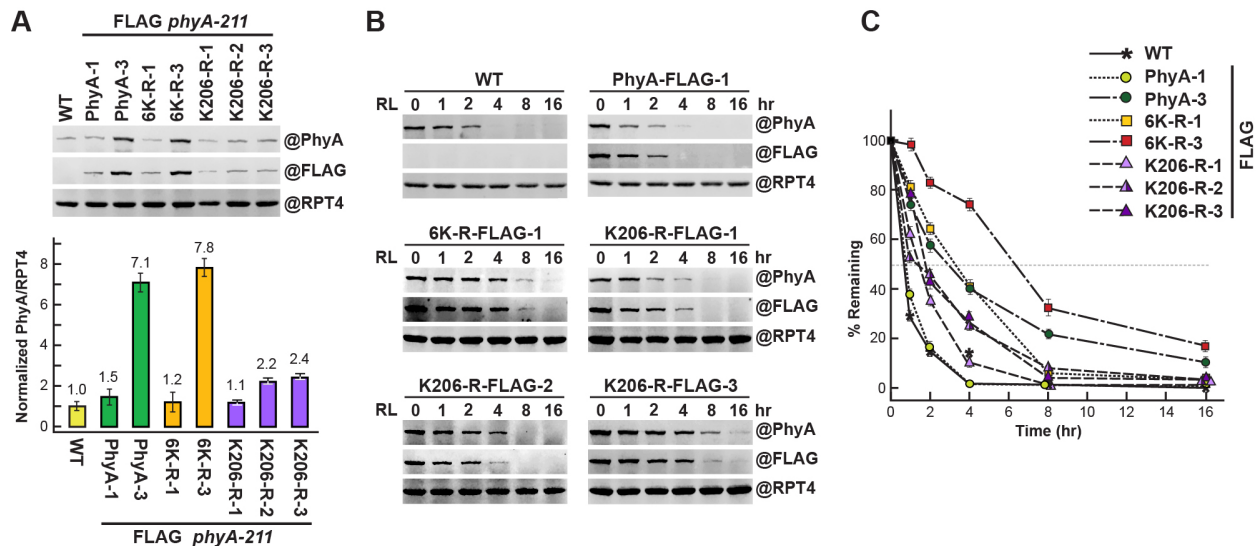 A
FLAG phyA-211
WT
PhyA-1
PhyA-3
6K-R-1
6K-R-3
K206-R-1
K206-R-2
K206-R-3
@PhyA
@FLAG
@RPT4
Normalized PhyA/RPT4
8
6
4
2
0
1.0
1.5
7.1
1.2
7.8
1.1
2.2
2.4
WT
PhyA-1
PhyA-3
6K-R-1
6K-R-3
K206-R-1
K206-R-2
K206-R-3
FLAG phyA-211
B
WT
PhyA-FLAG-1
RL 0 1 2 4 8 16 0 1 2 4 8 16 hr
@PhyA
@FLAG
@RPT4
6K-R-FLAG-1
K206-R-FLAG-1
RL 0 1 2 4 8 16 0 1 2 4 8 16 hr
@PhyA
@FLAG
@RPT4
K206-R-FLAG-2
K206-R-FLAG-3
RL 0 1 2 4 8 16 0 1 2 4 8 16 hr
@PhyA
@FLAG
@RPT4
C
WT
PhyA-1
PhyA-3
6K-R-1
6K-R-3
K206-R-1
K206-R-2
K206-R-3
FLAG
% Remaining
100
80
60
50
40
20
0
0 2 4 6 8 10 12 14 16
Time (hr)